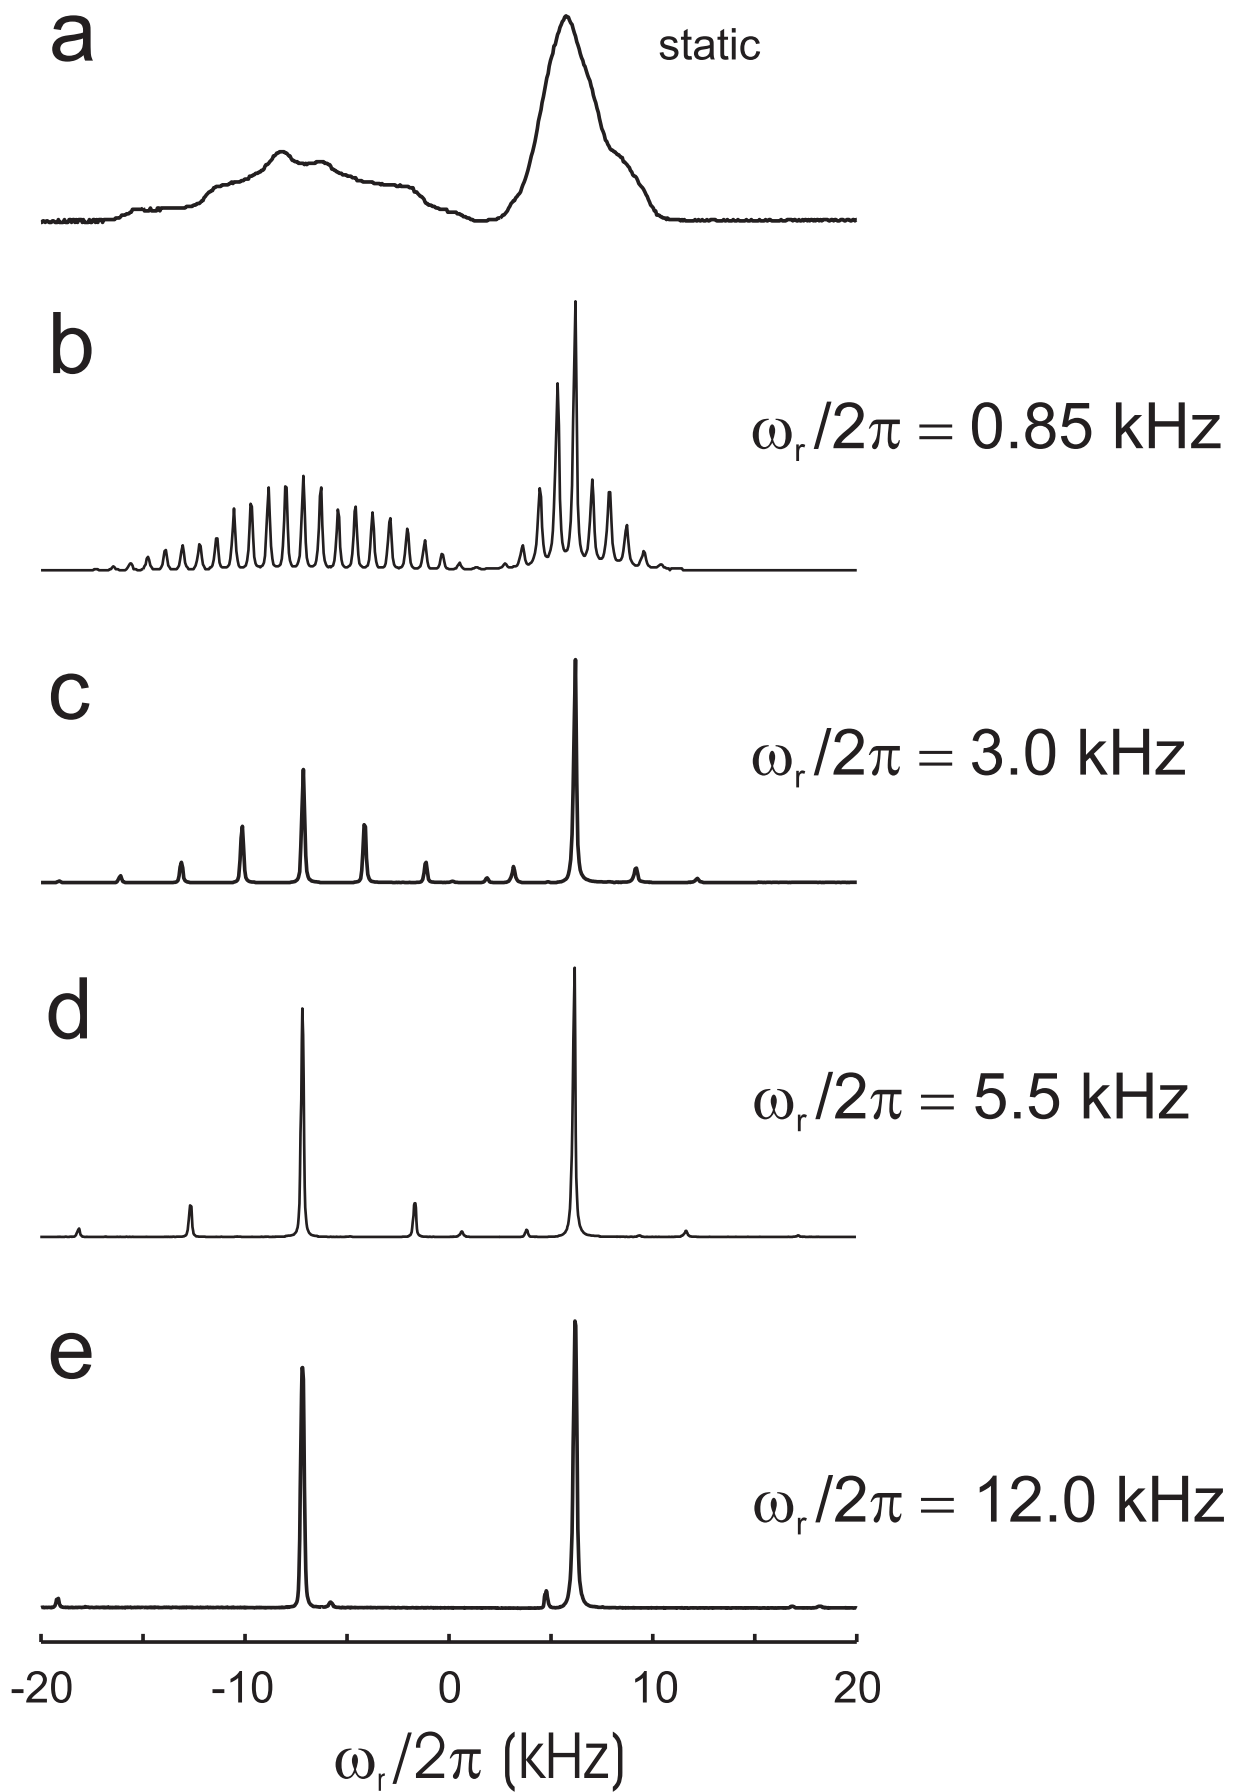 a
static
b
ωr/2π = 0.85 kHz
c
ωr/2π = 3.0 kHz
d
ωr/2π = 5.5 kHz
e
ωr/2π = 12.0 kHz
-20 -10 0 10 20
ωr/2π (kHz)